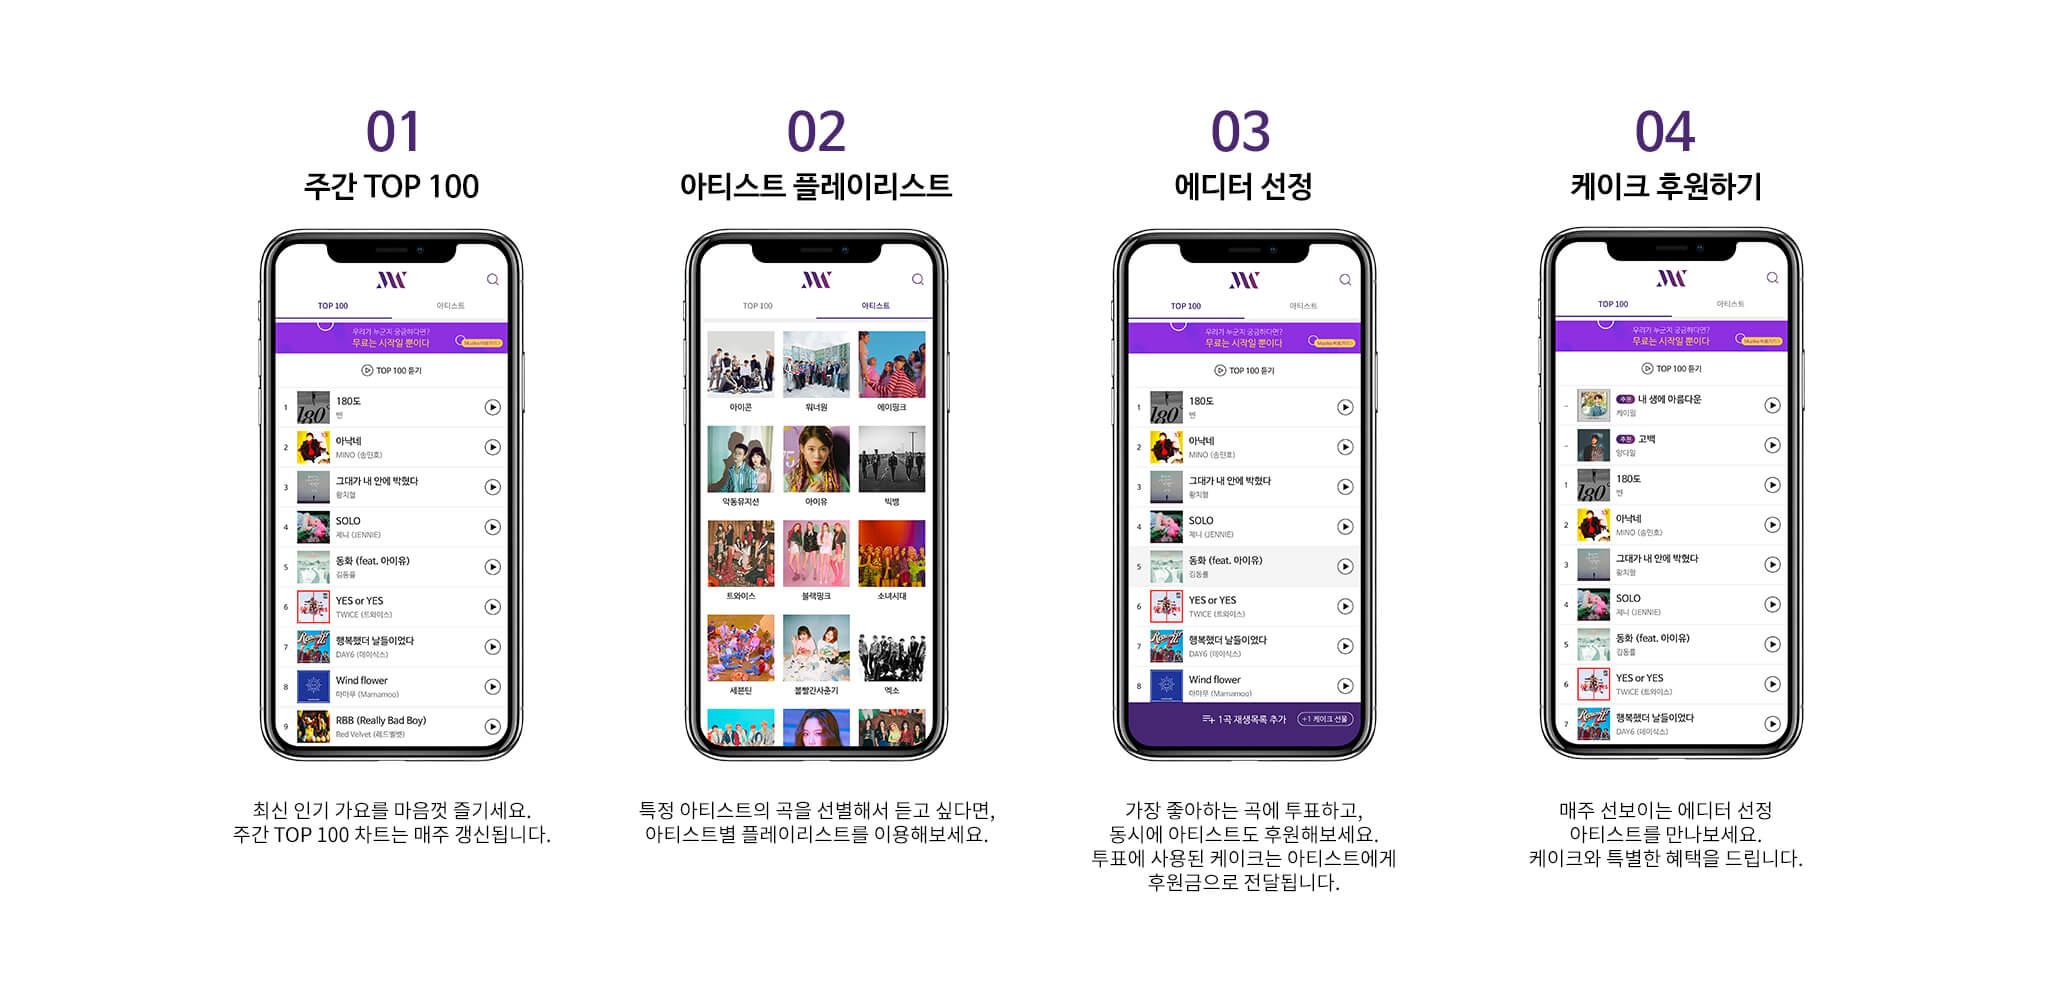 01
주간 TOP 100
TOP 100
아티스트
우리가 누군지 궁금하다면?
무료는 시작일 뿐이다
TOP 100 듣기
1
180도
벤
2
아낙네
MINO (송민호)
3
그대가 내 안에 박혔다
황치열
4
SOLO
제니 (JENNIE)
5
동화 (feat. 아이유)
김동률
6
YES or YES
TWICE (트와이스)
7
행복했던 날들이었다
DAY6 (데이식스)
8
Wind flower
마마무 (Mamamoo)
9
RBB (Really Bad Boy)
Red Velvet (레드벨벳)
최신 인기 가요를 마음껏 즐기세요.
주간 TOP 100 차트는 매주 갱신됩니다.
02
아티스트 플레이리스트
TOP 100
아티스트
아이콘
워너원
에이핑크
악동뮤지션
아이유
빅뱅
트와이스
블랙핑크
소녀시대
세븐틴
볼빨간사춘기
엑소
특정 아티스트의 곡을 선별해서 듣고 싶다면,
아티스트별 플레이리스트를 이용해보세요.
03
에디터 선정
TOP 100
아티스트
우리가 누군지 궁금하다면?
무료는 시작일 뿐이다
TOP 100 듣기
1
180도
벤
2
아낙네
MINO (송민호)
3
그대가 내 안에 박혔다
황치열
4
SOLO
제니 (JENNIE)
5
동화 (feat. 아이유)
김동률
6
YES or YES
TWICE (트와이스)
7
행복했던 날들이었다
DAY6 (데이식스)
8
Wind flower
마마무 (Mamamoo)
1곡 재생목록 추가
+1 케이크 선물
가장 좋아하는 곡에 투표하고,
동시에 아티스트도 후원해보세요.
투표에 사용된 케이크는 아티스트에게
후원금으로 전달됩니다.
04
케이크 후원하기
TOP 100
아티스트
우리가 누군지 궁금하다면?
무료는 시작일 뿐이다
TOP 100 듣기
추천 내 생에 아름다운
케이윌
추천 고백
양다일
1
180도
벤
2
아낙네
MINO (송민호)
3
그대가 내 안에 박혔다
황치열
4
SOLO
제니 (JENNIE)
5
동화 (feat. 아이유)
김동률
6
YES or YES
TWICE (트와이스)
7
행복했던 날들이었다
DAY6 (데이식스)
매주 선보이는 에디터 선정
아티스트를 만나보세요.
케이크와 특별한 혜택을 드립니다.